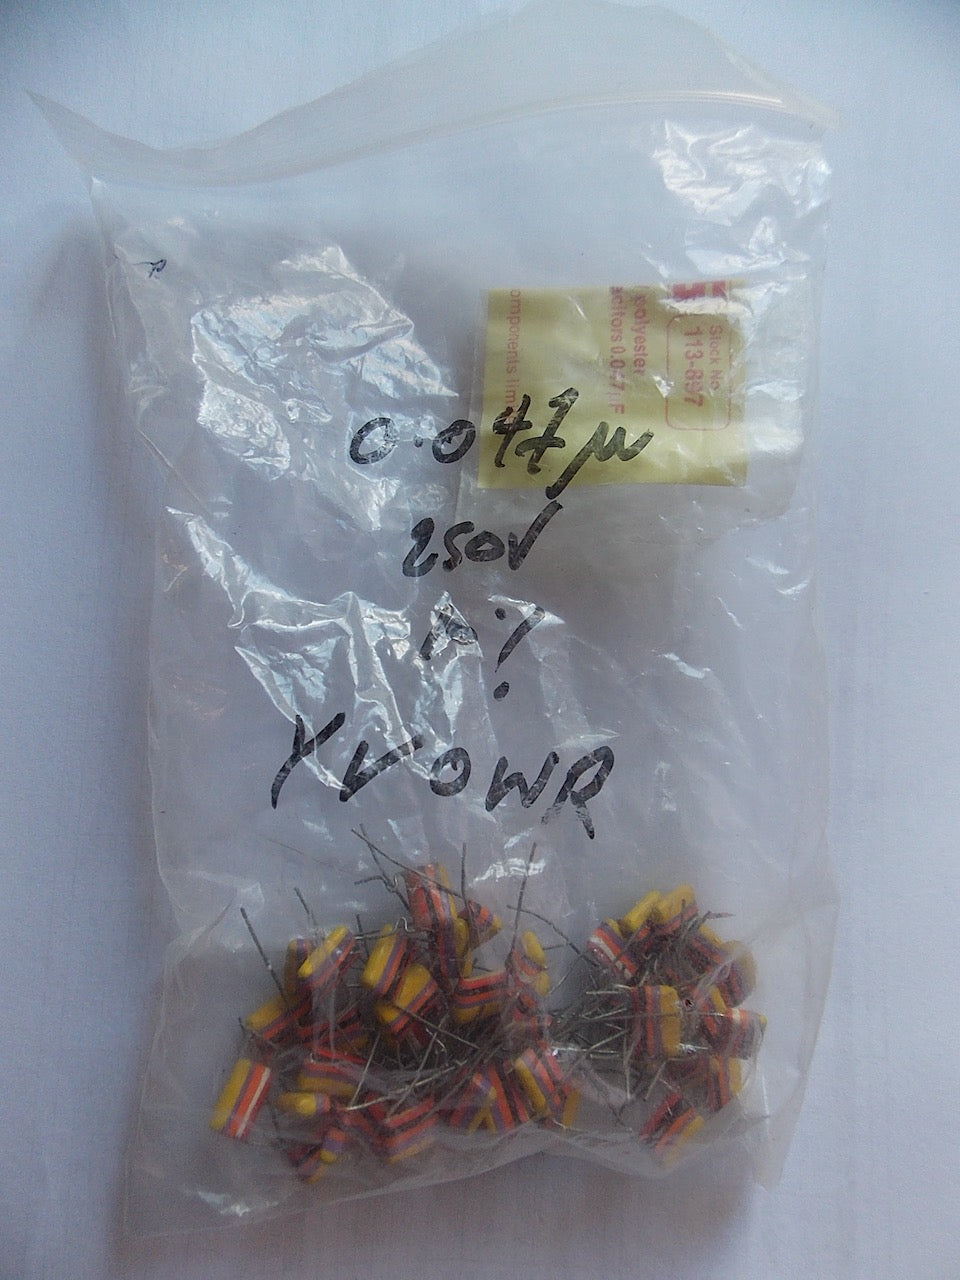 Stock No.
113-897
polyester
acitors 0.047µF
omponents lim
0.047µ
250V
YVOWR